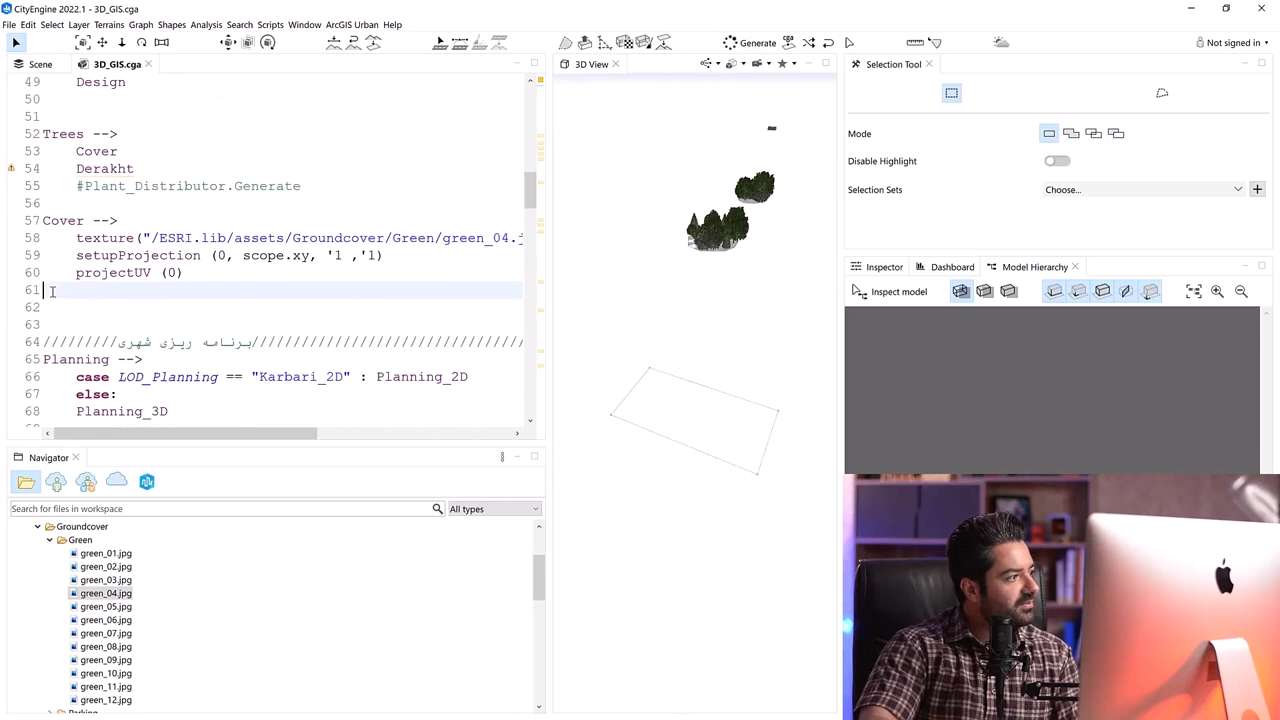 CityEngine 2022.1 - 3D_GIS.cga
File Edit Select Layer Terrains Graph Shapes Analysis Search Scripts Window ArcGIS Urban Help
Generate
Not signed in
Scene
3D_GIS.cga
49 Design
50
51
52 Trees -->
53 Cover
54 Derakht
55 #Plant_Distributor.Generate
56
57 Cover -->
58 texture("/ESRI.lib/assets/Groundcover/Green/green_04.
59 setupProjection (0, scope.xy, '1 ,'1)
60 projectUV (0)
61
62
63
64 /////////برنامه ریزی شهری///////////////////////////////
65 Planning -->
66 case LOD_Planning == "Karbari_2D" : Planning_2D
67 else:
68 Planning_3D
3D View
Selection Tool
Mode
Disable Highlight
Selection Sets
Choose...
Inspector
Dashboard
Model Hierarchy
Inspect model
Navigator
Search for files in workspace
All types
Groundcover
Green
green_01.jpg
green_02.jpg
green_03.jpg
green_04.jpg
green_05.jpg
green_06.jpg
green_07.jpg
green_08.jpg
green_09.jpg
green_10.jpg
green_11.jpg
green_12.jpg